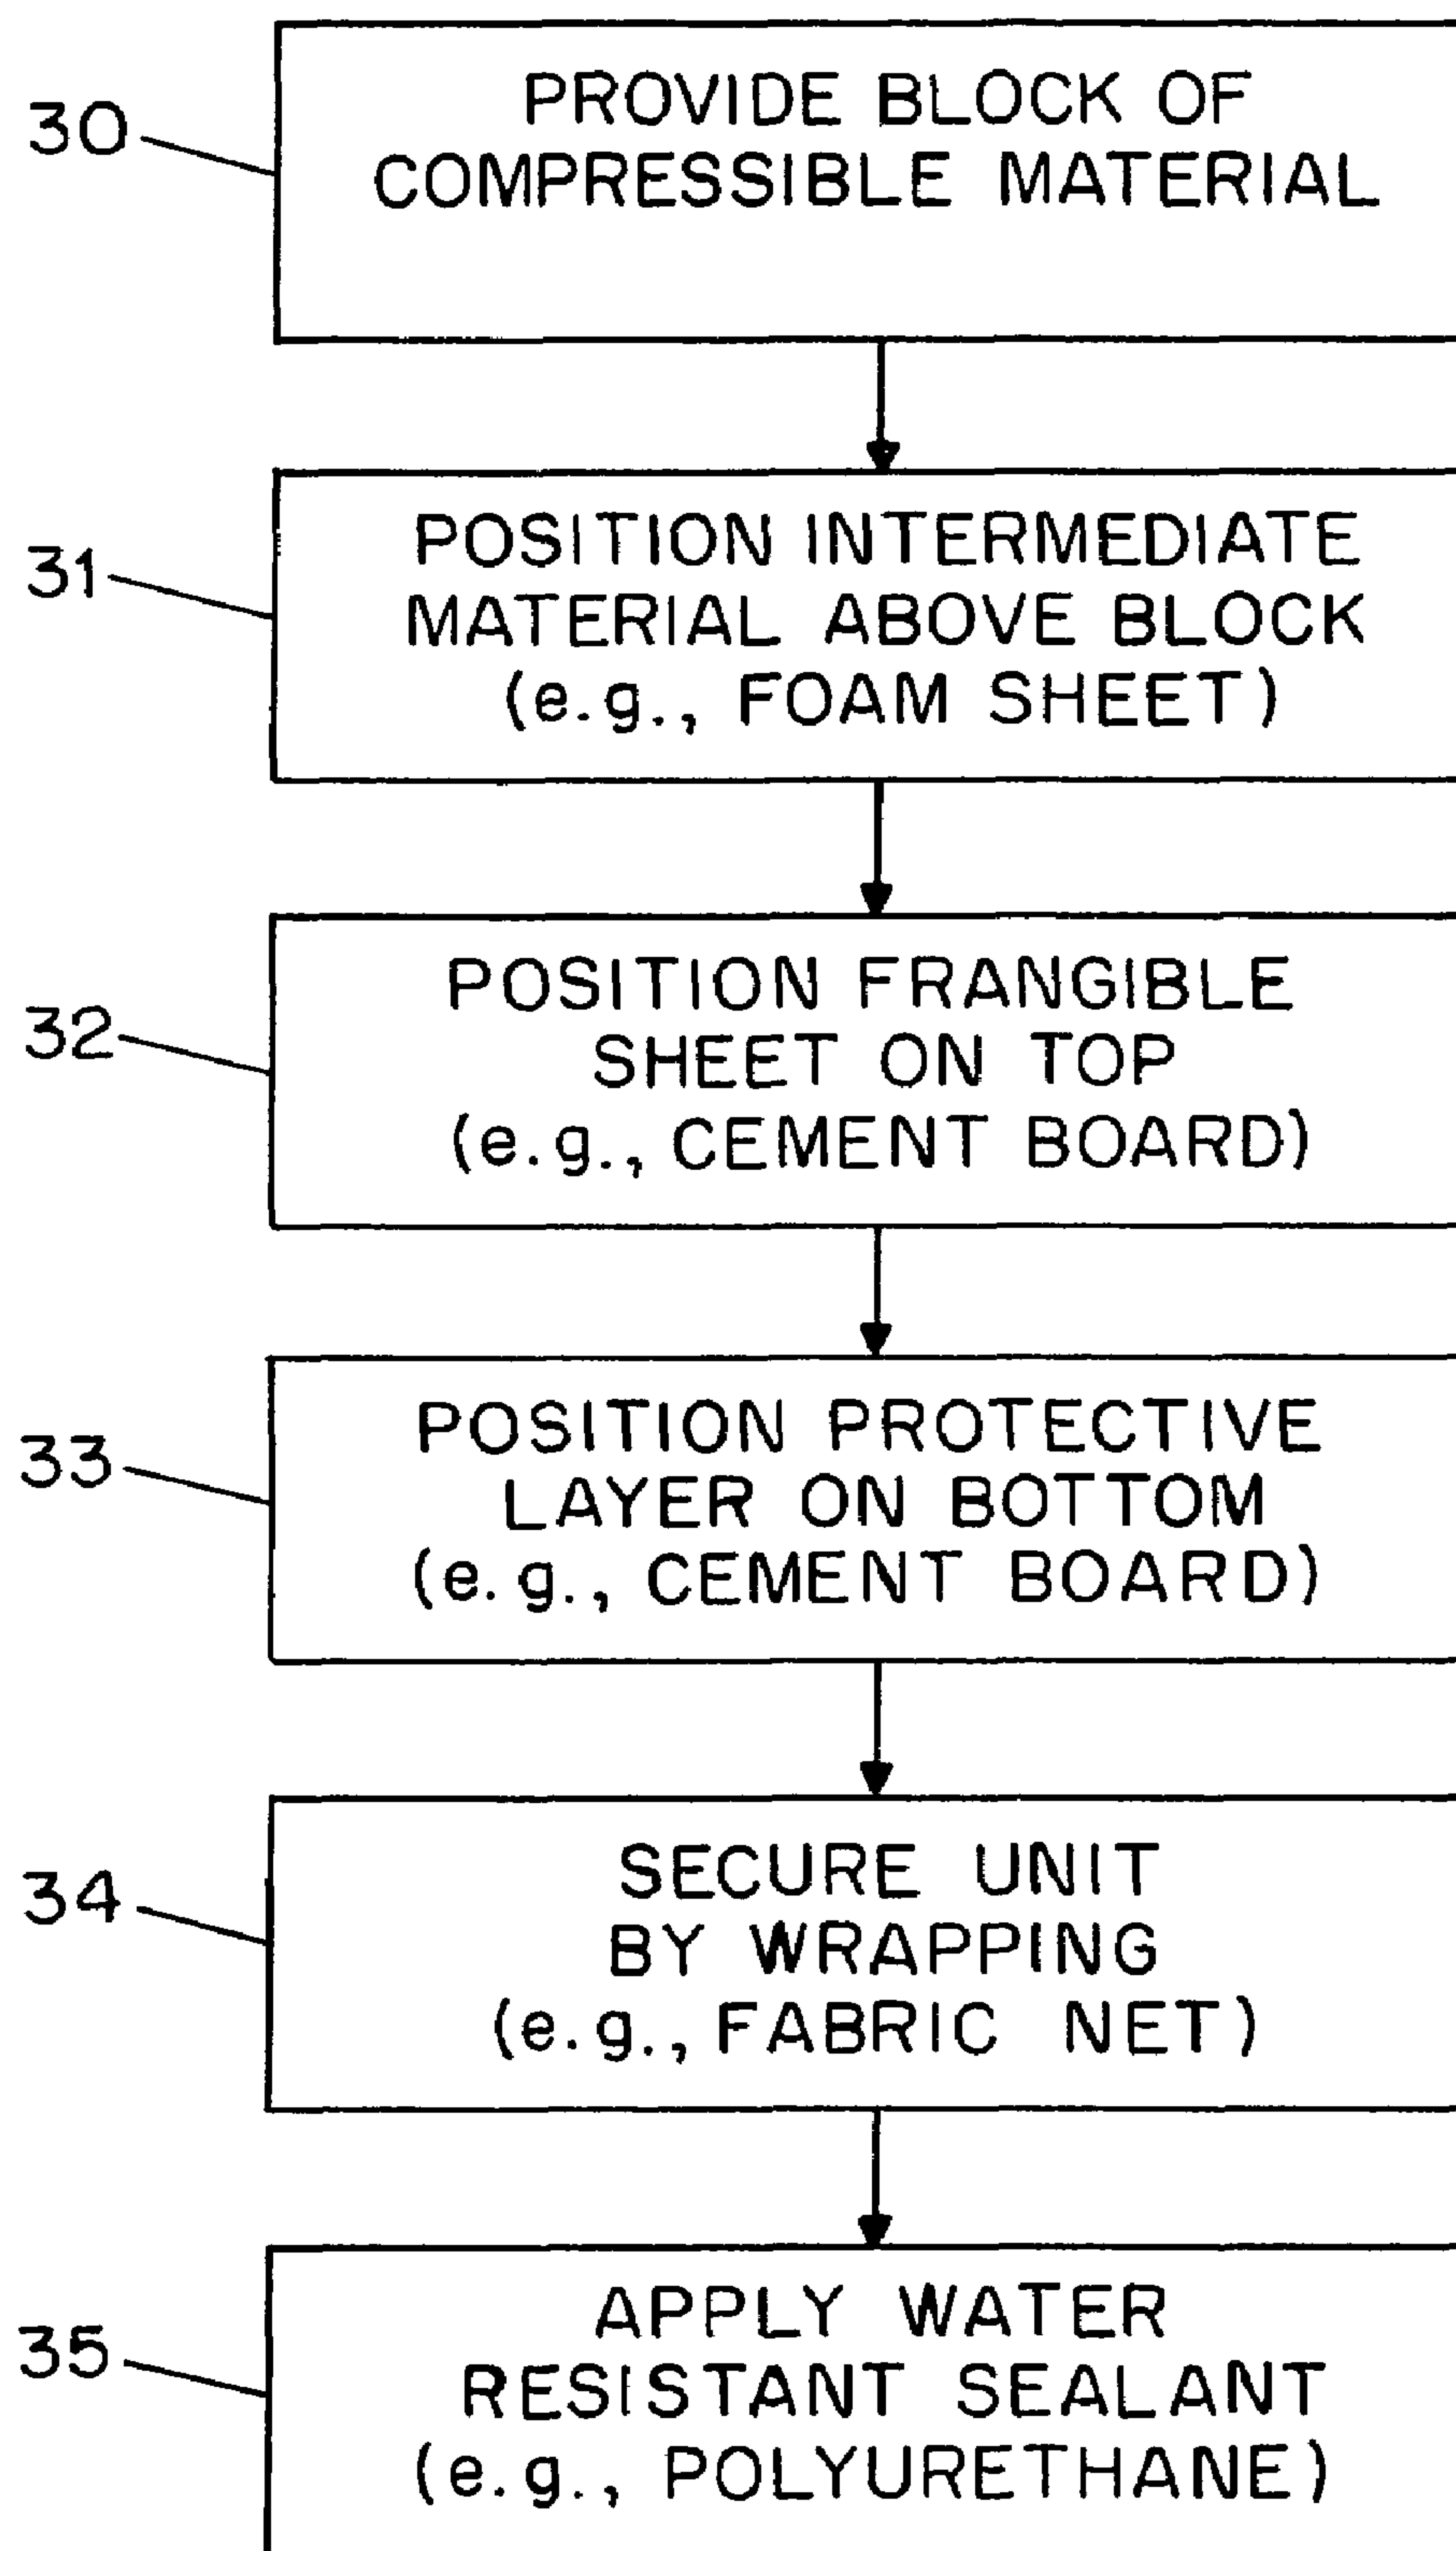 30
PROVIDE BLOCK OF
COMPRESSIBLE MATERIAL
31
POSITION INTERMEDIATE
MATERIAL ABOVE BLOCK
(e.g., FOAM SHEET)
32
POSITION FRANGIBLE
SHEET ON TOP
(e.g., CEMENT BOARD)
33
POSITION PROTECTIVE
LAYER ON BOTTOM
(e.g., CEMENT BOARD)
34
SECURE UNIT
BY WRAPPING
(e.g., FABRIC NET)
35
APPLY WATER
RESISTANT SEALANT
(e.g., POLYURETHANE)